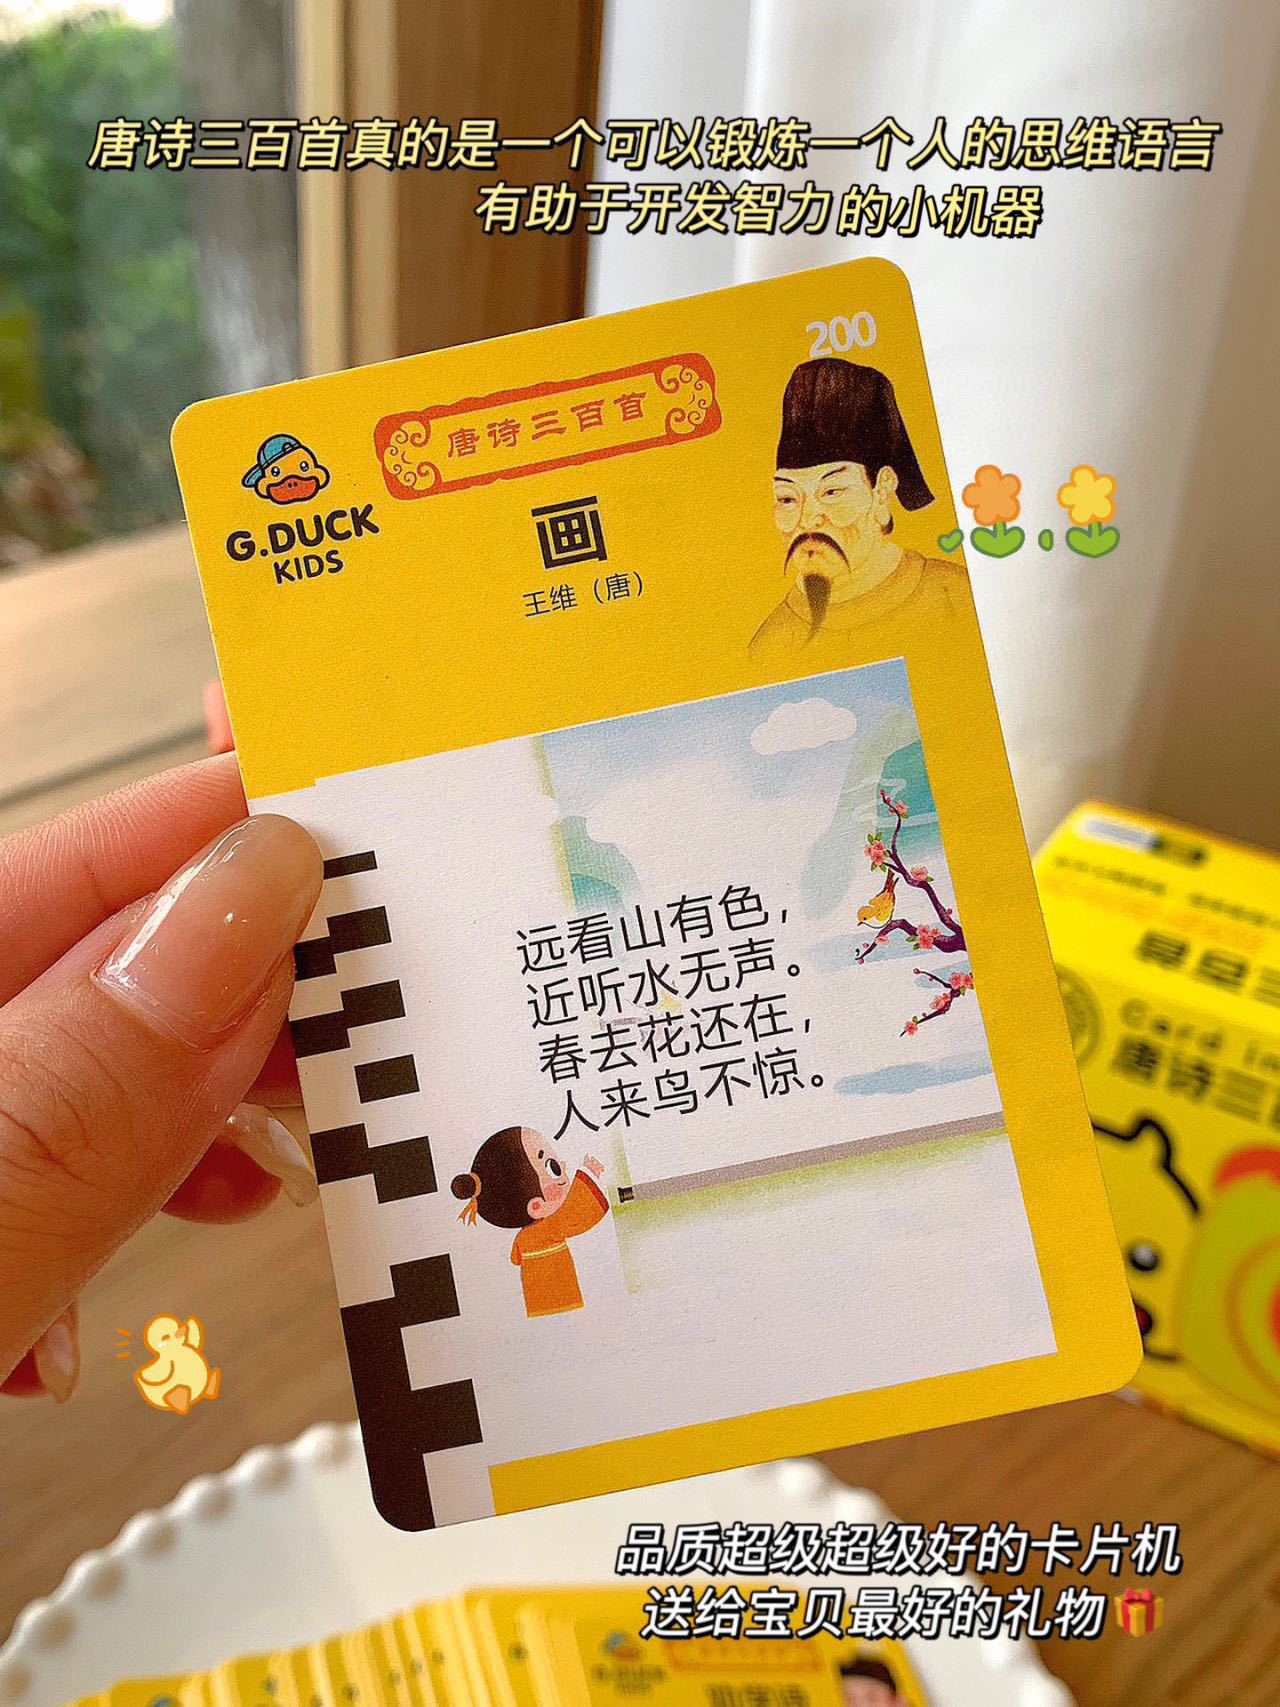 唐诗三百首真的是一个可以锻炼一个人的思维语言
有助于开发智力的小机器
200
唐诗三百首
G.DUCK
KIDS
画
王维（唐）
远看山有色，
近听水无声。
春去花还在，
人来鸟不惊。
Card in
唐诗三
品质超级超级好的卡片机
送给宝贝最好的礼物
G.DUCK
KIDS